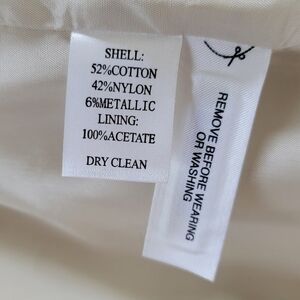 SHELL:
52%COTTON
42%NYLON
6%METALLIC
LINING:
100%ACETATE
DRY CLEAN
REMOVE BEFORE WEARING
OR WASHING